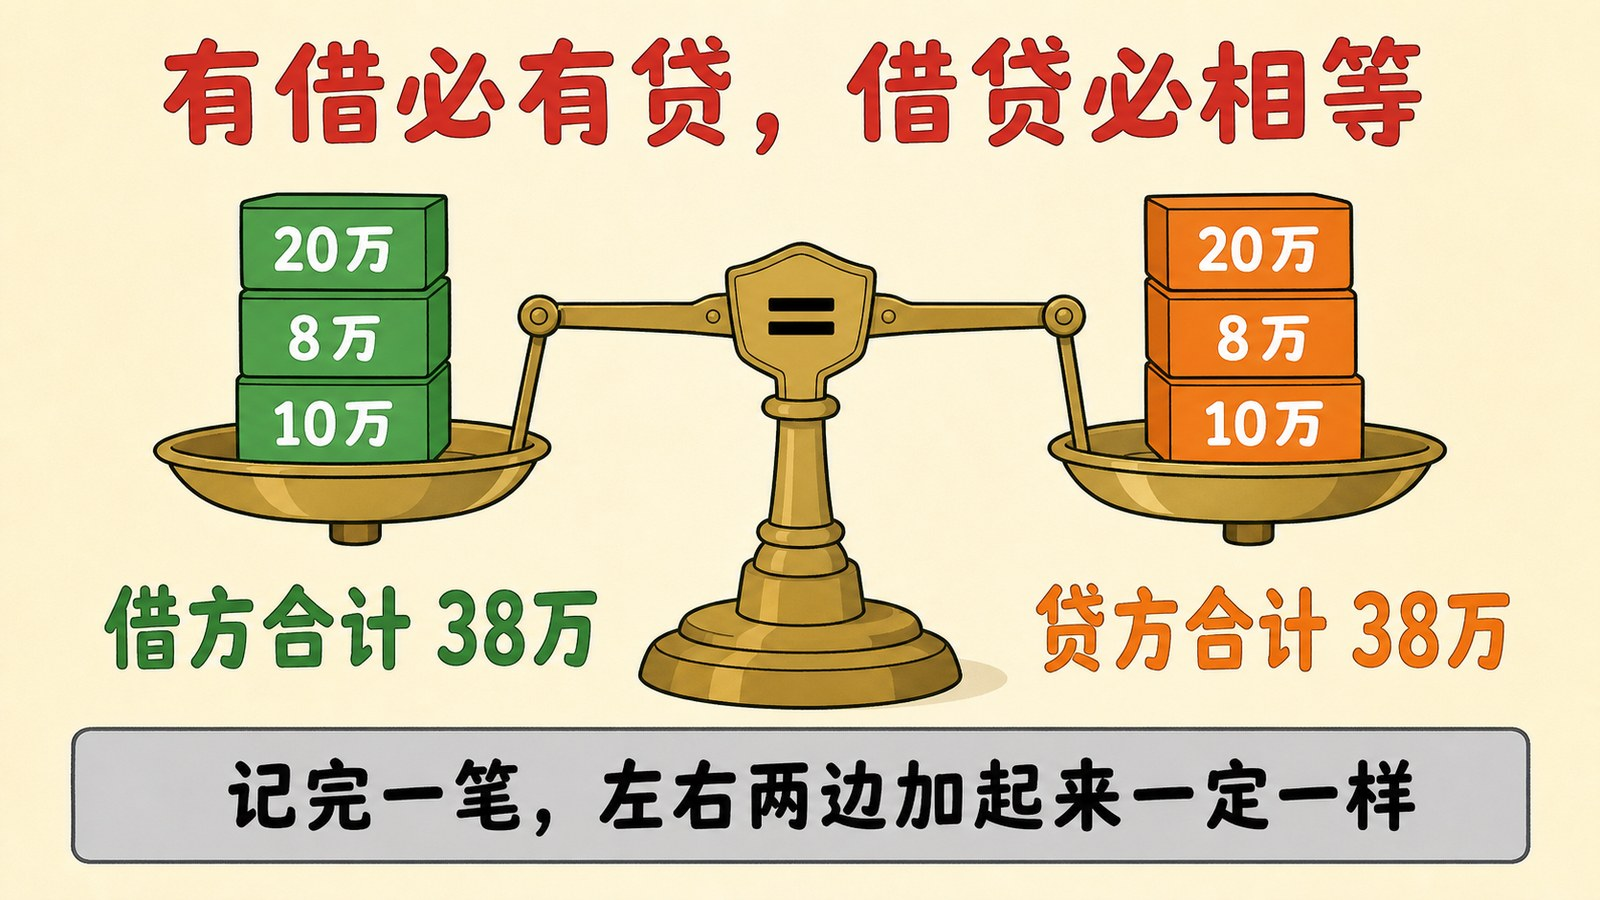 有借必有贷，借贷必相等
20万
8万
10万
=
20万
8万
10万
借方合计 38万
贷方合计 38万
记完一笔，左右两边加起来一定一样